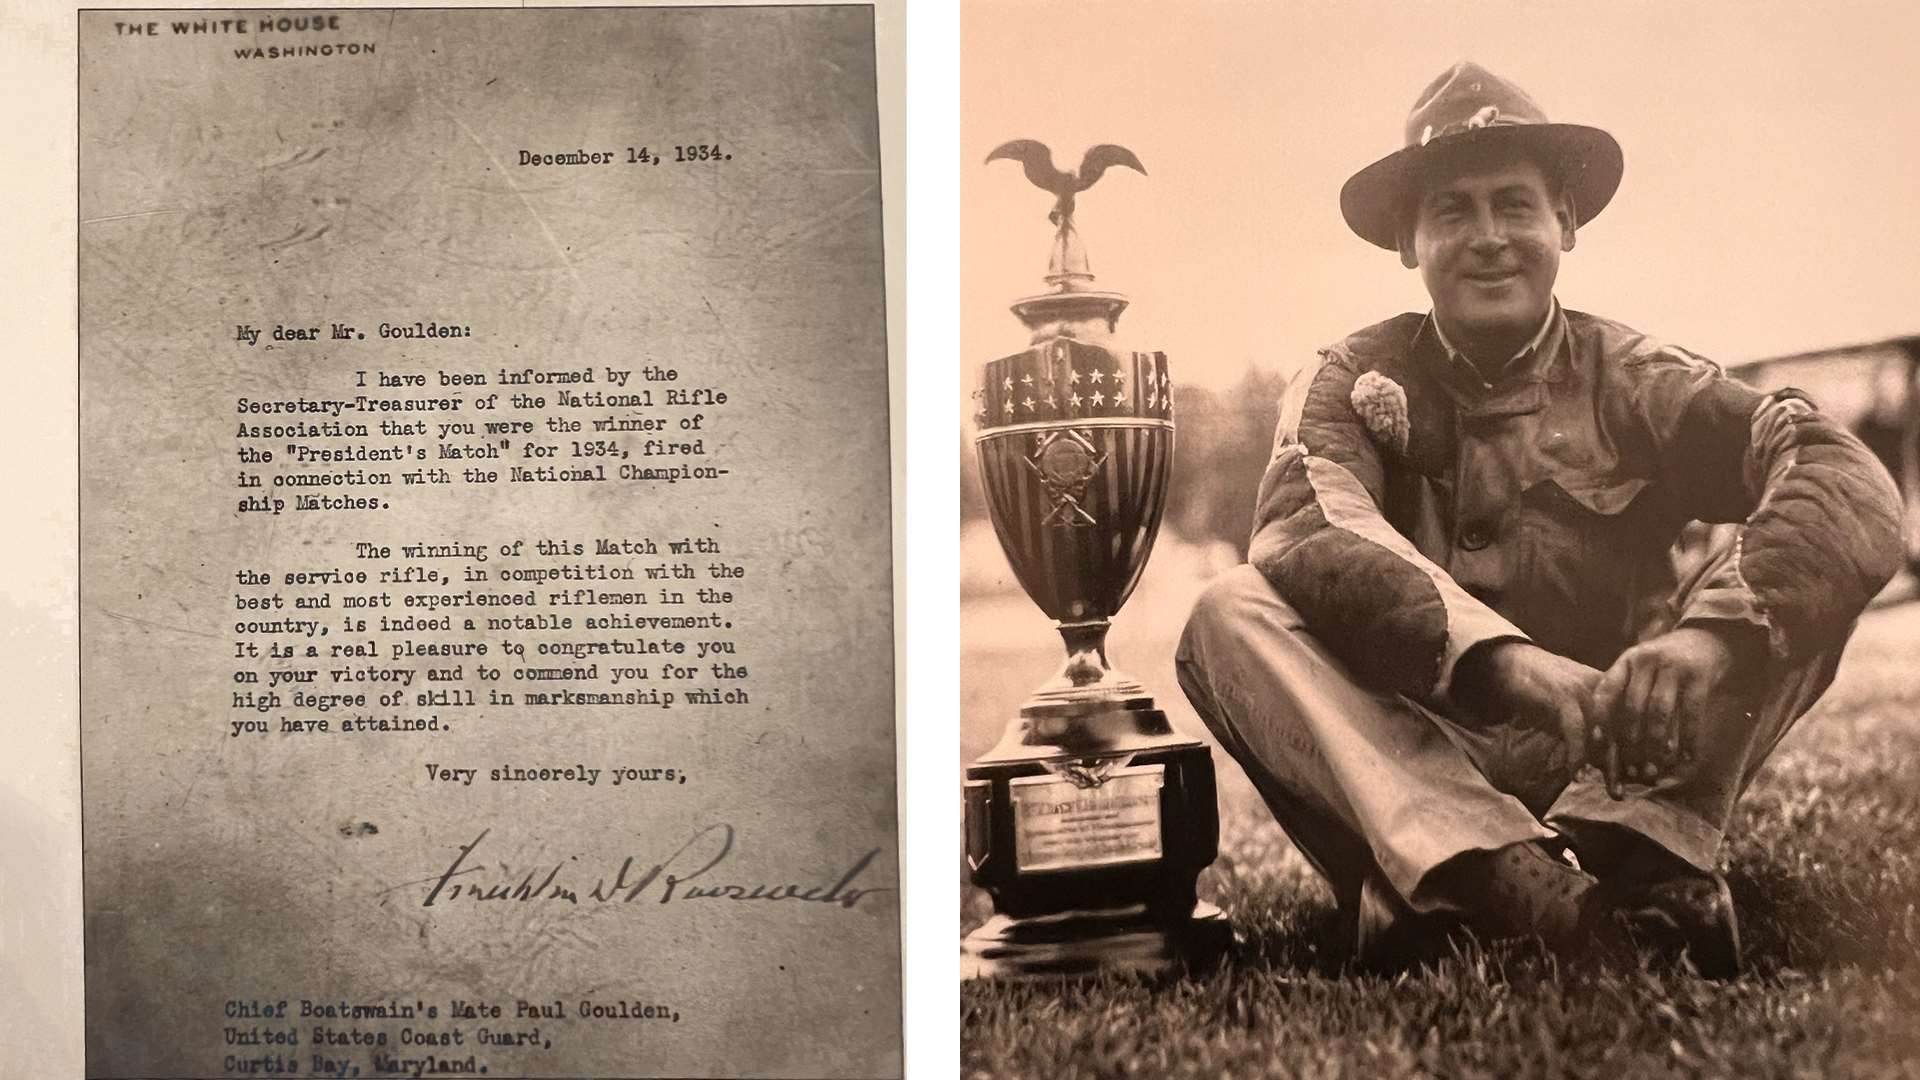 THE WHITE HOUSE
WASHINGTON
December 14, 1934.
My dear Mr. Goulden:
I have been informed by the
Secretary-Treasurer of the National Rifle
Association that you were the winner of
the "President's Match" for 1934, fired
in connection with the National Champion-
ship Matches.
The winning of this Match with
the service rifle, in competition with the
best and most experienced riflemen in the
country, is indeed a notable achievement.
It is a real pleasure to congratulate you
on your victory and to commend you for the
high degree of skill in marksmanship which
you have attained.
Very sincerely yours,
Franklin D Roosevelt
Chief Boatswain's Mate Paul Goulden,
United States Coast Guard,
Curtis Bay, Maryland.